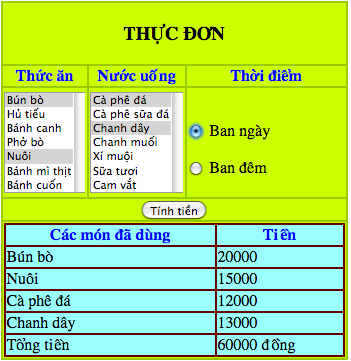 THỰC ĐƠN
Thức ăn Nước uống Thời điểm
Bún bò
Hủ tiếu
Bánh canh
Phở bò
Nuôi
Bánh mì thịt
Bánh cuốn
Cà phê đá
Cà phê sữa đá
Chanh dây
Chanh muối
Xí muội
Sữa tươi
Cam vắt
Ban ngày
Ban đêm
Tính tiền
Các món đã dùng Tiền
Bún bò 20000
Nuôi 15000
Cà phê đá 12000
Chanh dây 13000
Tổng tiền 60000 đồng